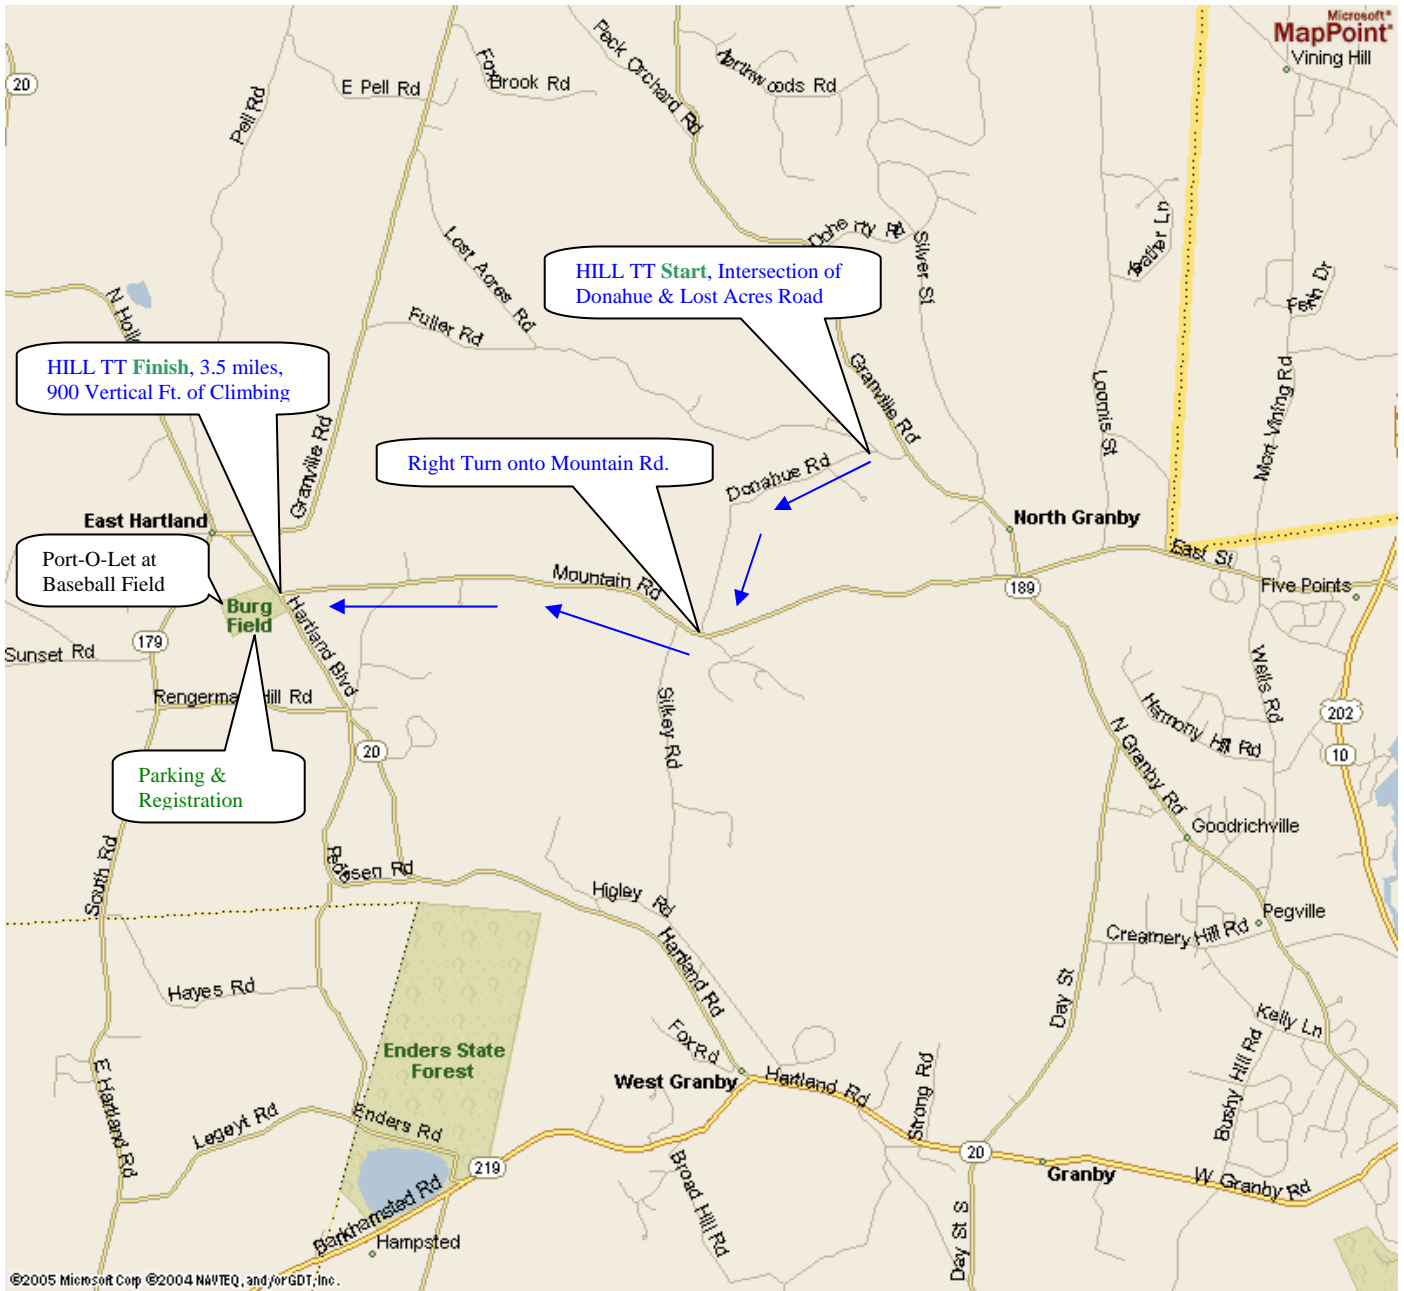 Microsoft®
MapPoint®
Vining Hill
20
Pell Rd
E Pell Rd
Fox Brook Rd
Peck Orchard Rd
Northwoods Rd
Doherty Rd
Silver St
Feather Ln
Fern Dr
Lost Acres Rd
Fuller Rd
HILL TT Start, Intersection of
Donahue & Lost Acres Road
HILL TT Finish, 3.5 miles,
900 Vertical Ft. of Climbing
Granville Rd
Granville Rd
Loomis St
Mort Vining Rd
Right Turn onto Mountain Rd.
Donahue Rd
East Hartland
North Granby
East St
Port-O-Let at
Baseball Field
Mountain Rd
189
Five Points
Burg
Field
Hartland Blvd
179
Sunset Rd
Silkey Rd
Wells Rd
Harmony Hill Rd
202
10
N Granby Rd
20
Parking &
Registration
Goodrichville
South Rd
Higley Rd
Pegville
Creamery Hill Rd
Hartland Rd
Day St
Hayes Rd
Kelly Ln
Fox Rd
Enders State
Forest
West Granby
Hartland Rd
Strong Rd
Bushy Hill Rd
E Hartland Rd
Legeyt Rd
Enders Rd
219
20
Granby
W Granby Rd
Broad Hill Rd
Barkhamsted Rd
Hampsted
Day St S
©2005 Microsoft Corp ©2004 NAVTEQ, and/or GDT, Inc.